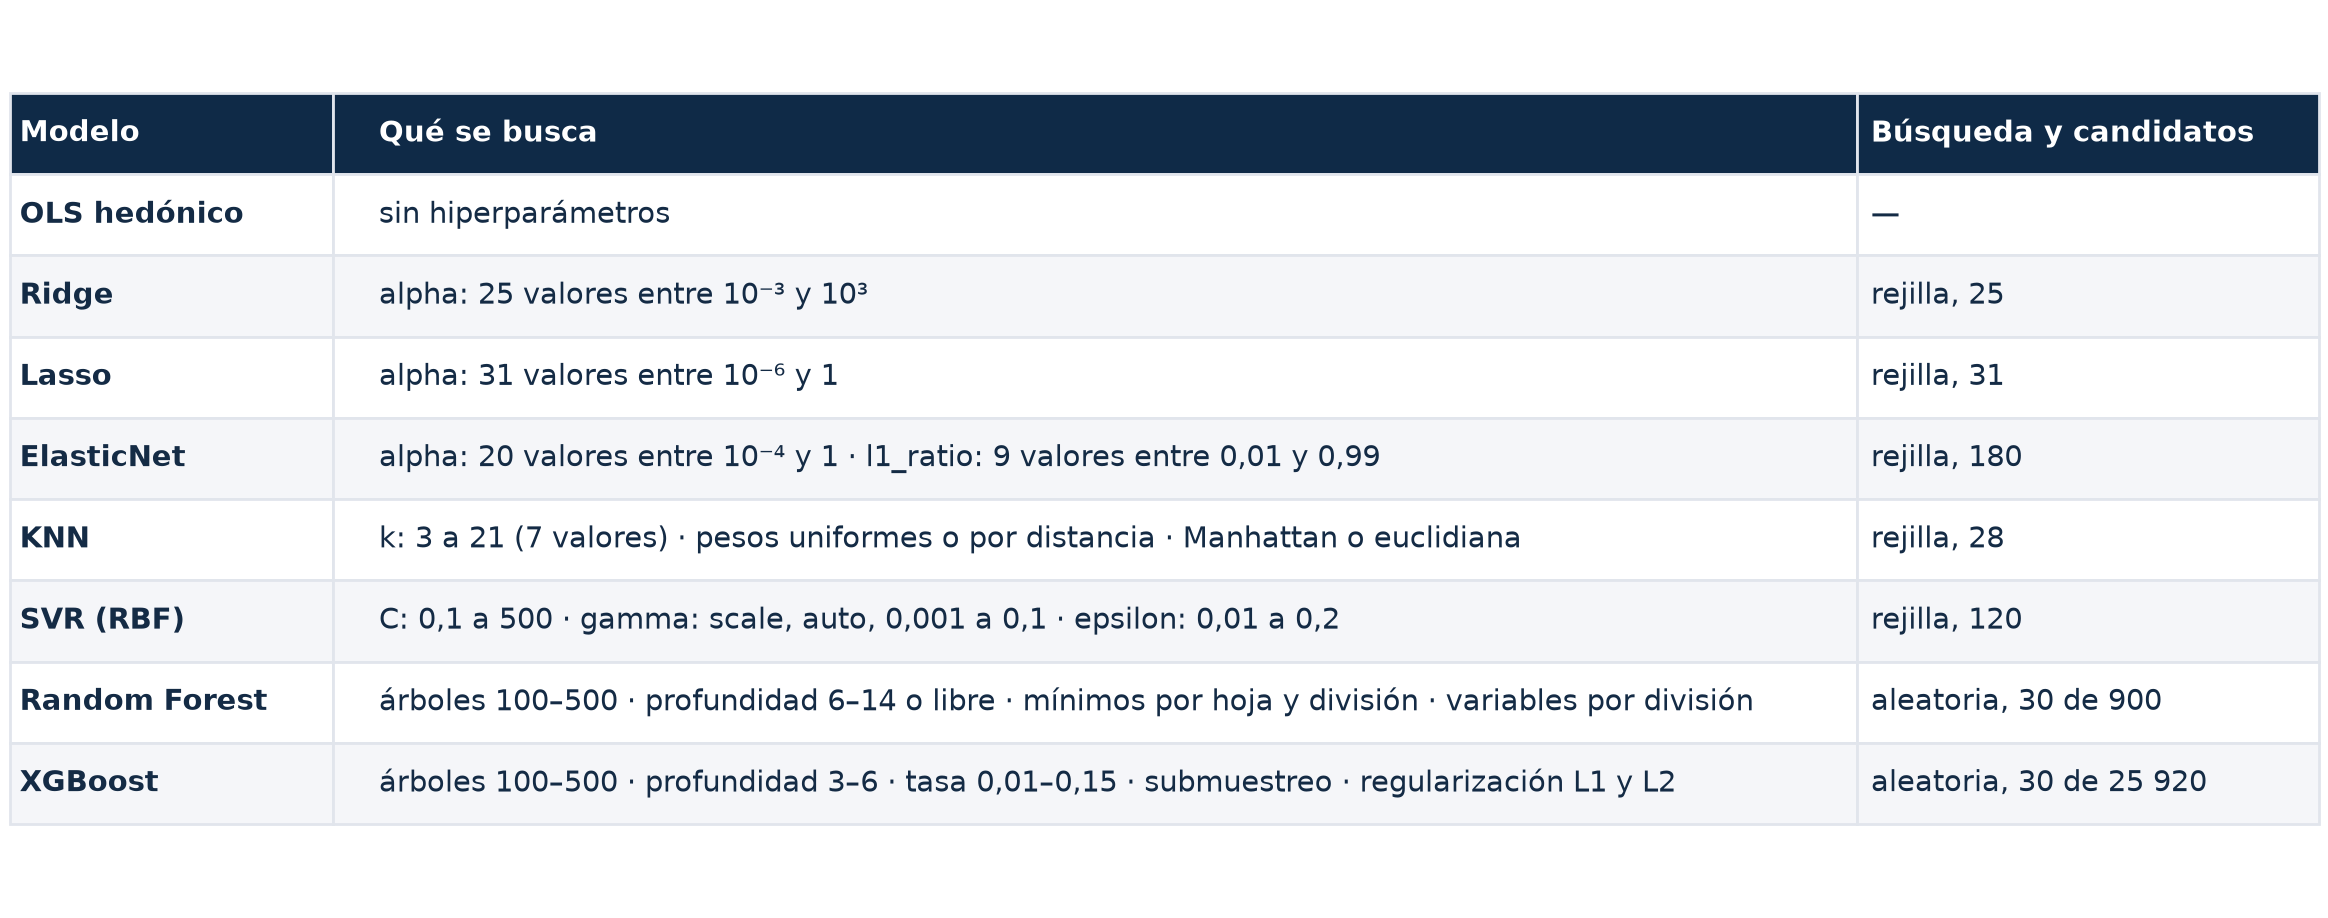 Modelo Qué se busca Búsqueda y candidatos
OLS hedónico sin hiperparámetros —
Ridge alpha: 25 valores entre 10⁻³ y 10³ rejilla, 25
Lasso alpha: 31 valores entre 10⁻⁶ y 1 rejilla, 31
ElasticNet alpha: 20 valores entre 10⁻⁴ y 1 · l1_ratio: 9 valores entre 0,01 y 0,99 rejilla, 180
KNN k: 3 a 21 (7 valores) · pesos uniformes o por distancia · Manhattan o euclidiana rejilla, 28
SVR (RBF) C: 0,1 a 500 · gamma: scale, auto, 0,001 a 0,1 · epsilon: 0,01 a 0,2 rejilla, 120
Random Forest árboles 100–500 · profundidad 6–14 o libre · mínimos por hoja y división · variables por división aleatoria, 30 de 900
XGBoost árboles 100–500 · profundidad 3–6 · tasa 0,01–0,15 · submuestreo · regularización L1 y L2 aleatoria, 30 de 25 920